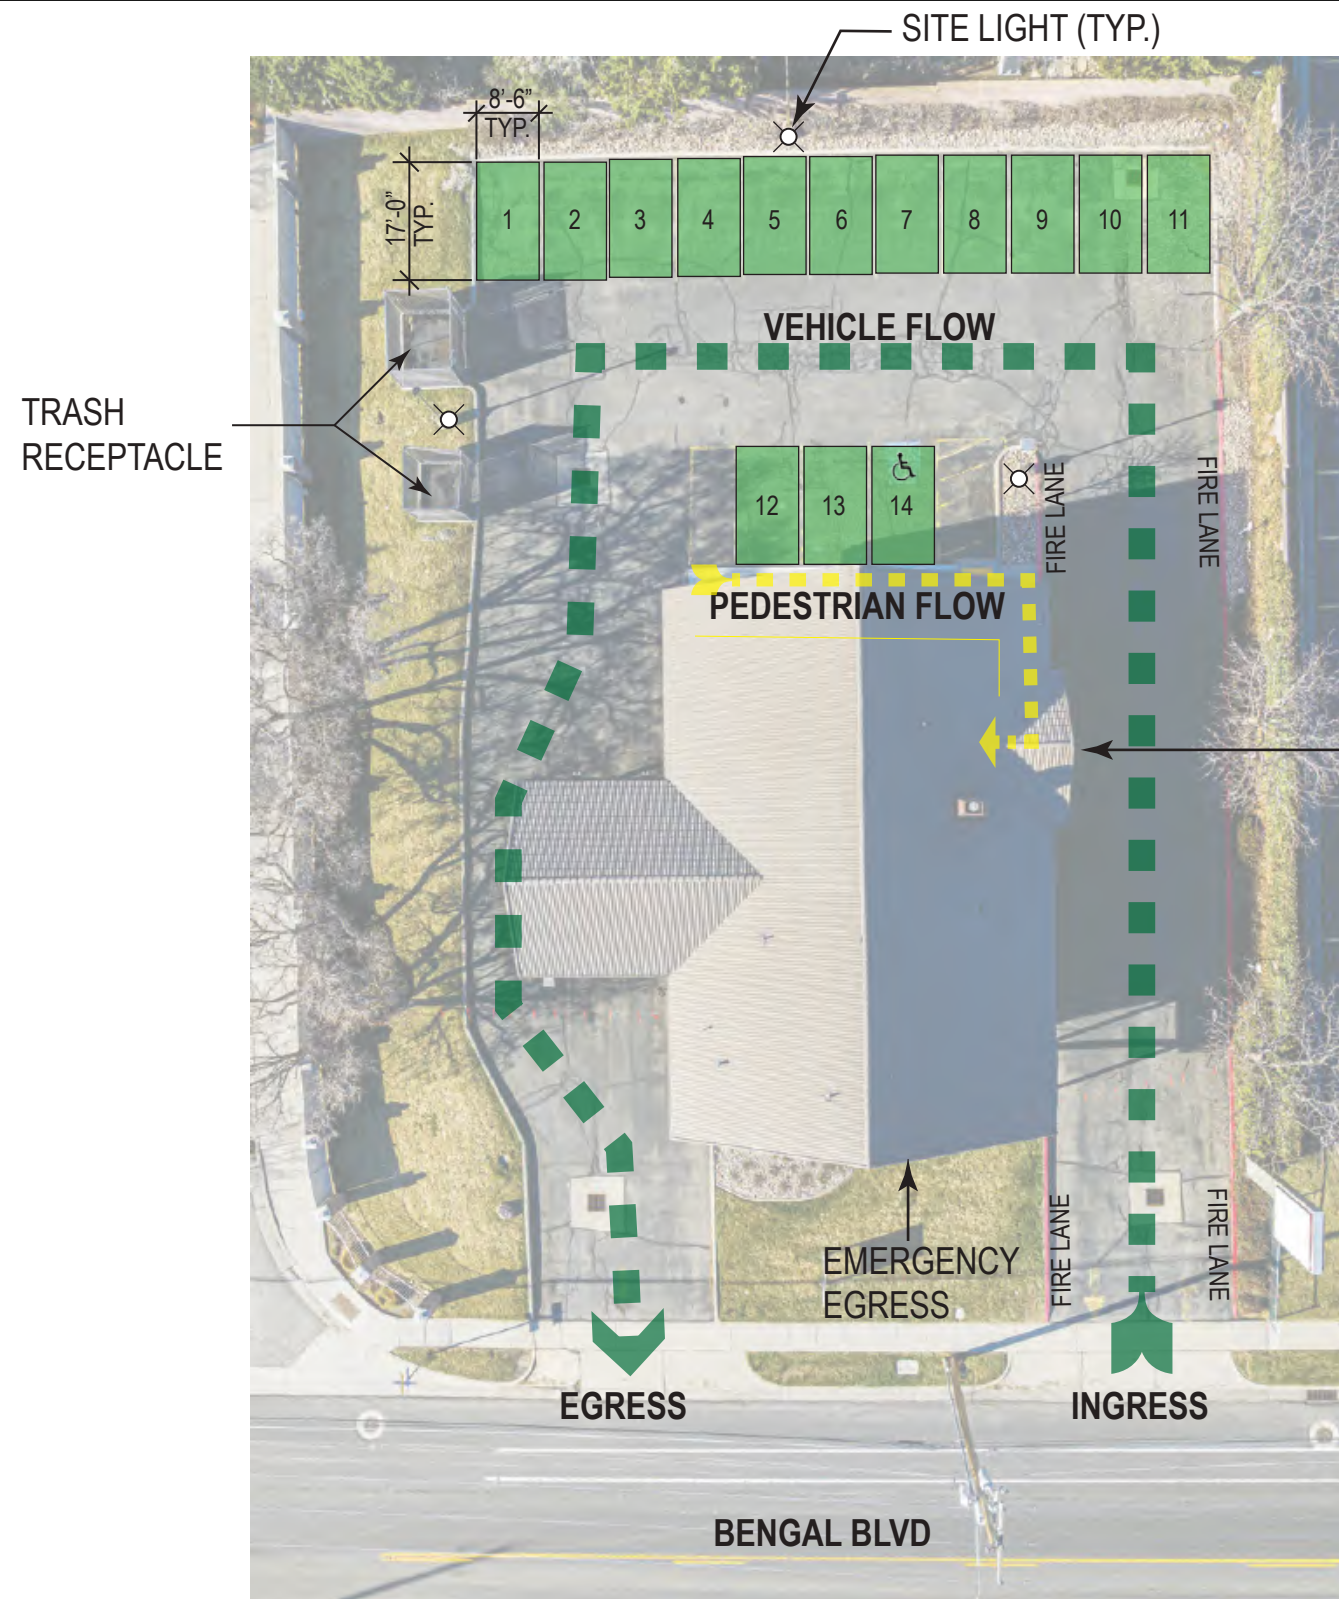 SITE LIGHT (TYP.)
8'-6"
TYP.
17'-0"
TYP.
1 2 3 4 5 6 7 8 9 10 11
VEHICLE FLOW
TRASH
RECEPTACLE
12 13 14
FIRE LANE
FIRE LANE
PEDESTRIAN FLOW
EMERGENCY
EGRESS
FIRE LANE
FIRE LANE
EGRESS
INGRESS
BENGAL BLVD